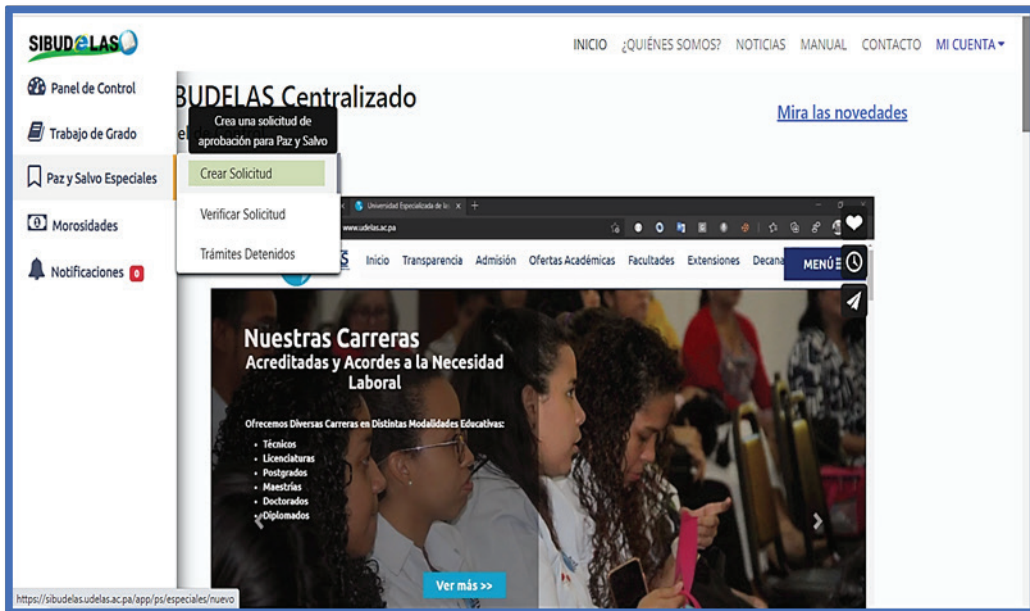 SIBUDELAS
INICIO ¿QUIÉNES SOMOS? NOTICIAS MANUAL CONTACTO MI CUENTA
Panel de Control
Trabajo de Grado
Paz y Salvo Especiales
Morosidades
Notificaciones 0
BUDELAS Centralizado
Mira las novedades
Crea una solicitud de
aprobación para Paz y Salvo
Crear Solicitud
Verificar Solicitud
Trámites Detenidos
Universidad Especializada de las
www.udelas.ac.pa
Inicio Transparencia Admisión Ofertas Académicas Facultades Extensiones Decana
MENÚ
Nuestras Carreras
Acreditadas y Acordes a la Necesidad
Laboral
Ofrecemos Diversas Carreras en Distintas Modalidades Educativas:
• Técnicos
• Licenciaturas
• Postgrados
• Maestrías
• Doctorados
• Diplomados
Ver más >>
https://sibudelas.udelas.ac.pa/app/ps/especiales/nuevo